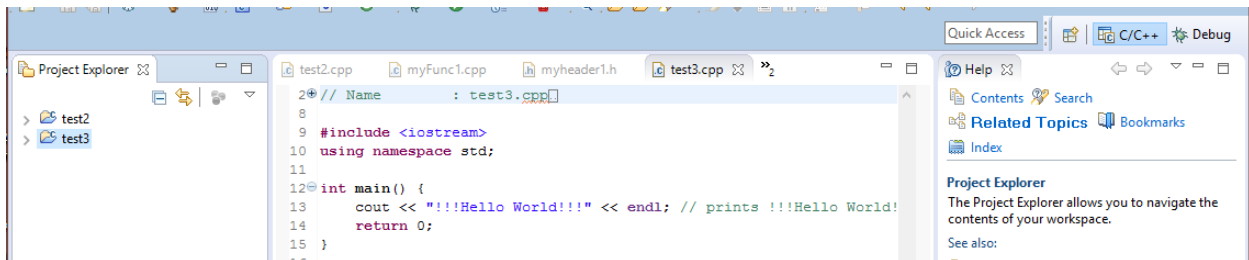 Quick Access
C/C++
Debug
Project Explorer
test2
test3
test2.cpp
myFunc1.cpp
myheader1.h
test3.cpp
»2
2 // Name : test3.cpp
8
9 #include <iostream>
10 using namespace std;
11
12 int main() {
13 cout << "!!!Hello World!!!" << endl; // prints !!!Hello World!
14 return 0;
15 }
Help
Contents
Search
Related Topics
Bookmarks
Index
Project Explorer
The Project Explorer allows you to navigate the
contents of your workspace.
See also: